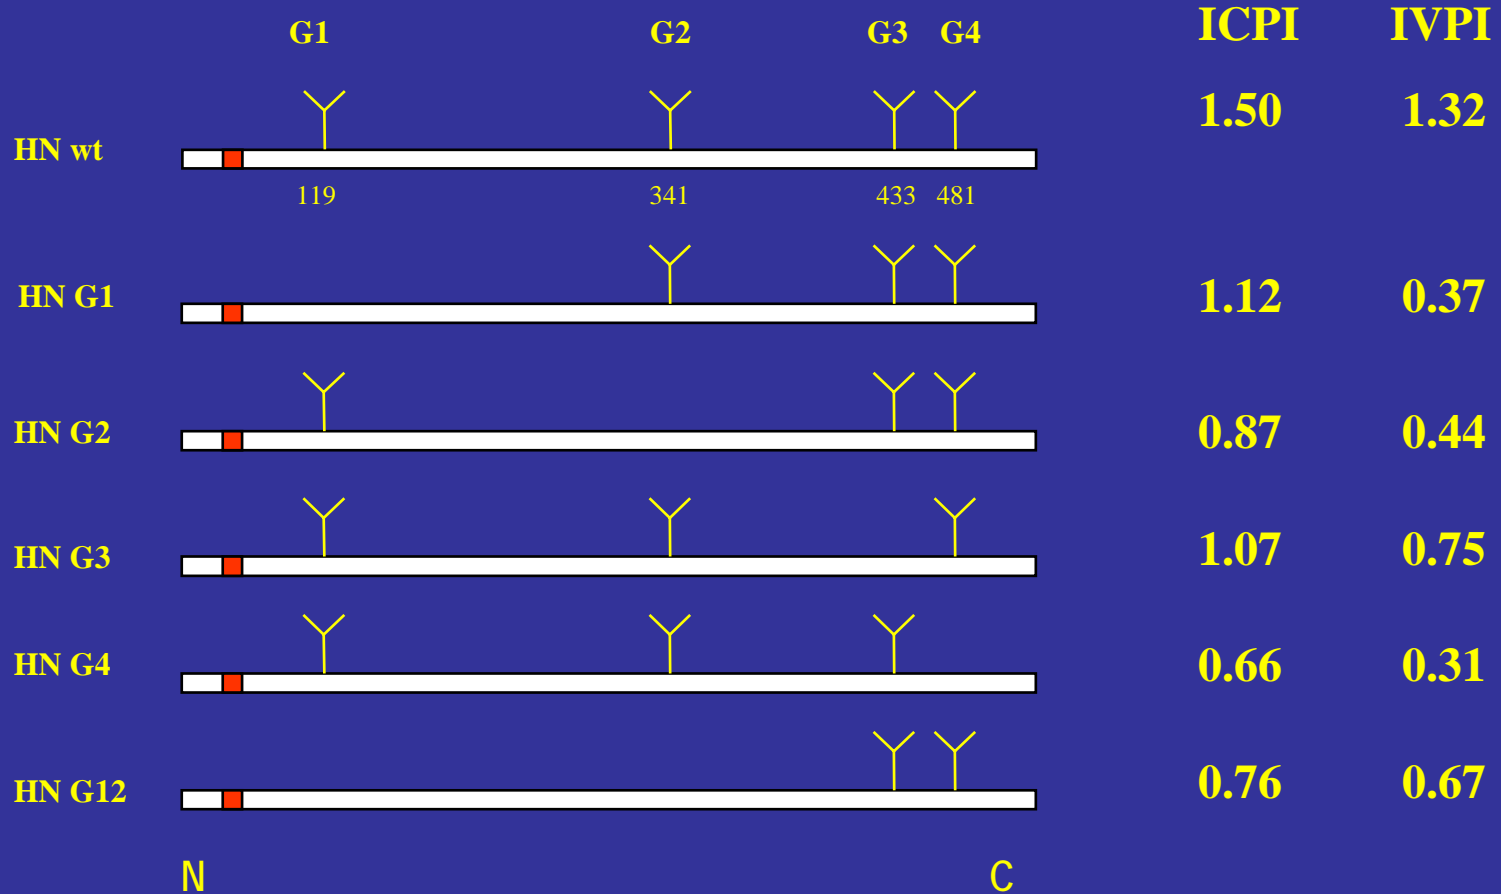 G1 G2 G3 G4 ICPI IVPI
HN wt 1.50 1.32
119 341 433 481
HN G1 1.12 0.37
HN G2 0.87 0.44
HN G3 1.07 0.75
HN G4 0.66 0.31
HN G12 0.76 0.67
N C